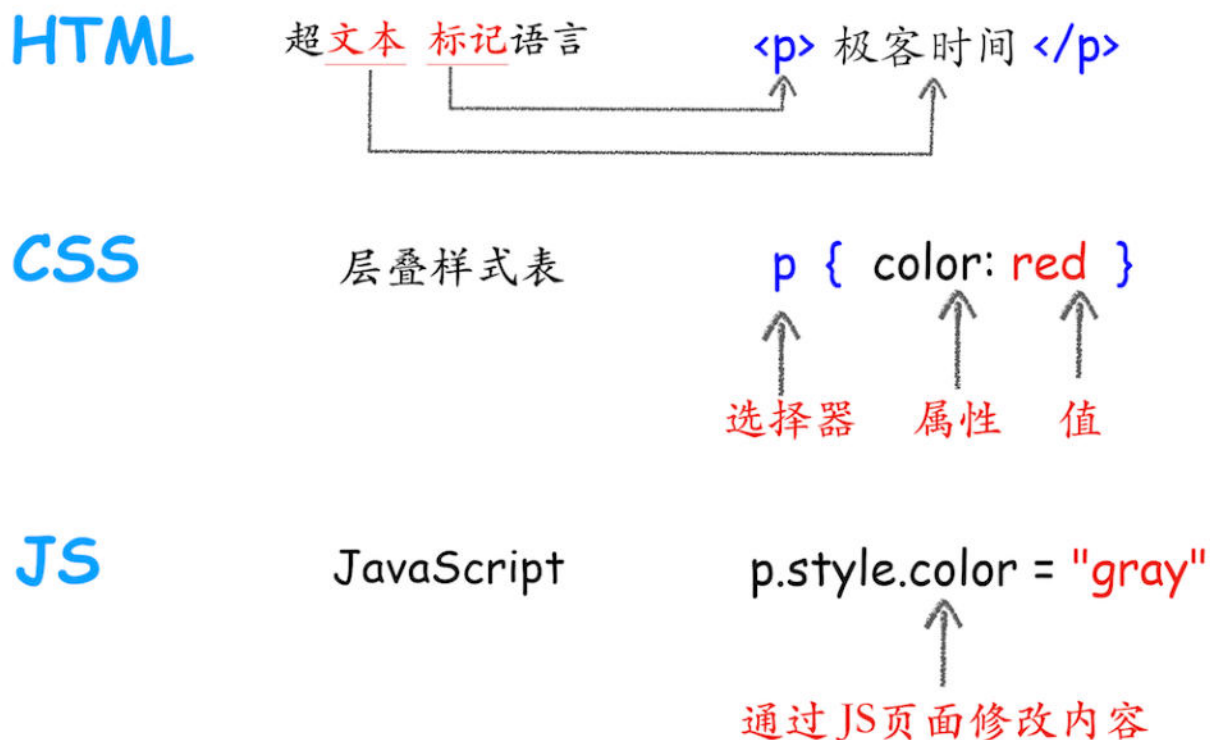 HTML 超文本 标记语言 <p> 极客时间 </p>
CSS 层叠样式表 p { color: red }
选择器 属性 值
JS JavaScript p.style.color = "gray"
通过JS页面修改内容